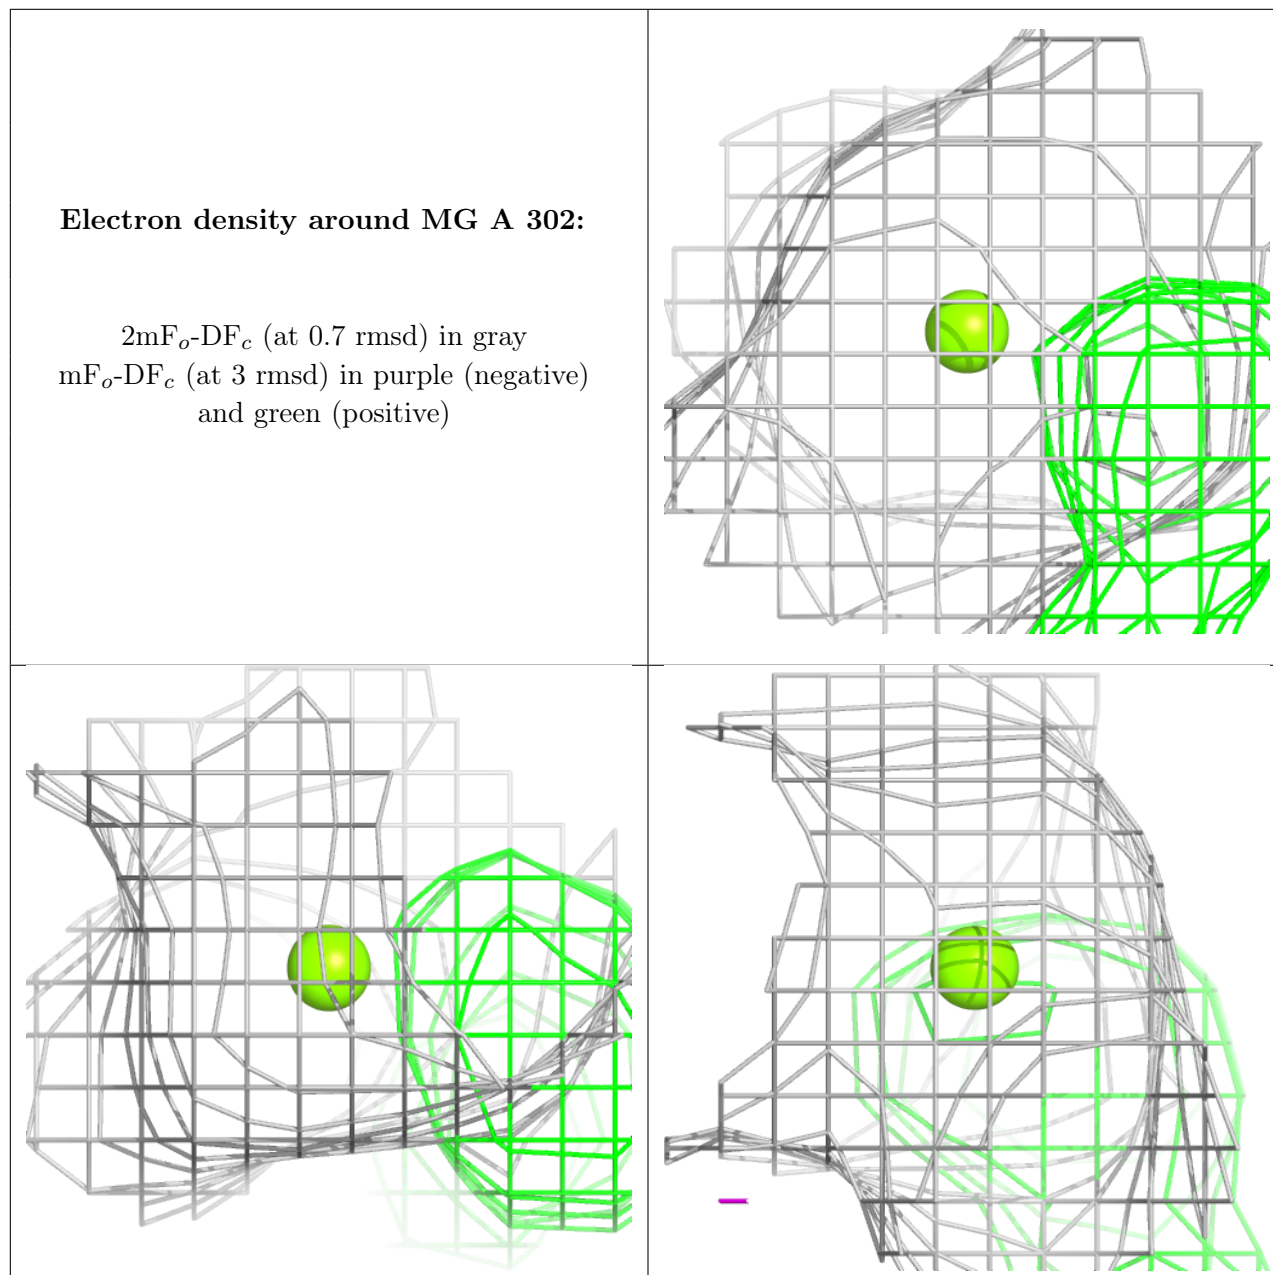 Electron density around MG A 302:
2mFo-DFc (at 0.7 rmsd) in gray
mFo-DFc (at 3 rmsd) in purple (negative)
and green (positive)